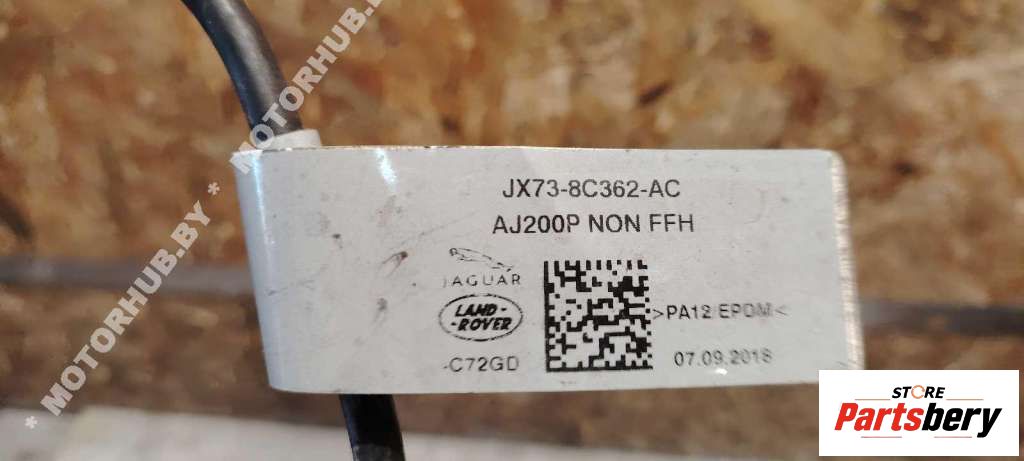 * MOTORHUB.BY * MOTORHUB.BY
JX73-8C362-AC
AJ200P NON FFH
JAGUAR
LAND-
-ROVER
>PA12 EPDM<
-C72GD
07.09.2018
STORE
Partsbery